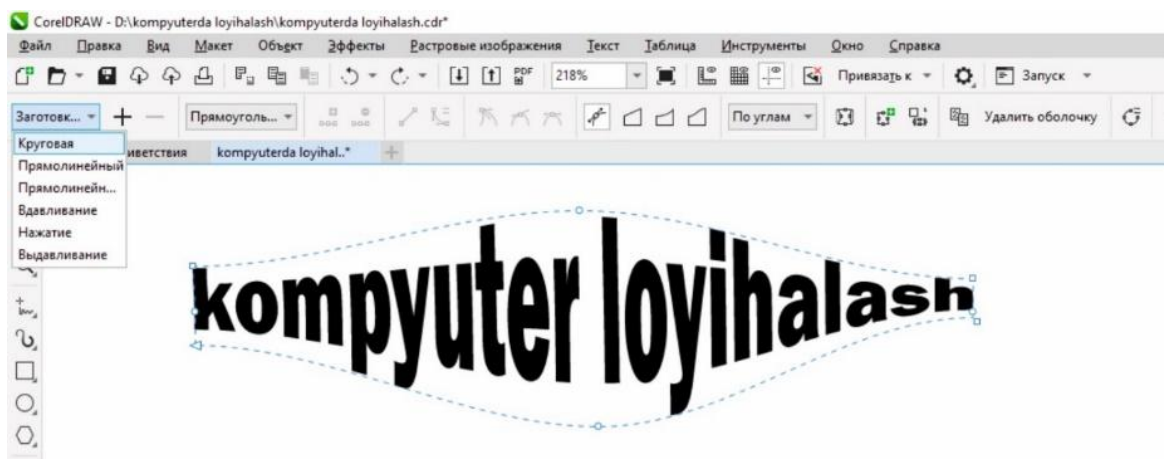 CorelDRAW - D:\kompyuterda loyihalash\kompyuterda loyihalash.cdr*
Файл Правка Вид Макет Объект Эффекты Растровые изображения Текст Таблица Инструменты Окно Справка
PDF 218% Привязать к Запуск
Заготовк... Прямоуголь... По углам Удалить оболочку
Круговая иветствия kompyuterda loyihal..*
Прямолинейный
Прямолинейн...
Вдавливание
Нажатие
Выдавливание
kompyuter loyihalash